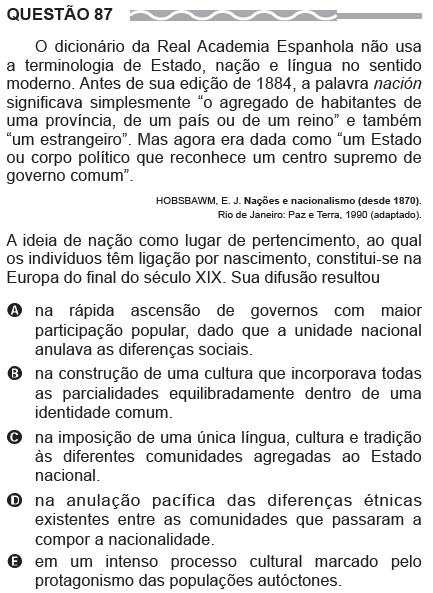 QUESTÃO 87
O dicionário da Real Academia Espanhola não usa
a terminologia de Estado, nação e língua no sentido
moderno. Antes de sua edição de 1884, a palavra nación
significava simplesmente “o agregado de habitantes de
uma província, de um país ou de um reino” e também
“um estrangeiro”. Mas agora era dada como “um Estado
ou corpo político que reconhece um centro supremo de
governo comum”.
HOBSBAWM, E. J. Nações e nacionalismo (desde 1870).
Rio de Janeiro: Paz e Terra, 1990 (adaptado).
A ideia de nação como lugar de pertencimento, ao qual
os indivíduos têm ligação por nascimento, constitui-se na
Europa do final do século XIX. Sua difusão resultou
A na rápida ascensão de governos com maior
participação popular, dado que a unidade nacional
anulava as diferenças sociais.
B na construção de uma cultura que incorporava todas
as parcialidades equilibradamente dentro de uma
identidade comum.
C na imposição de uma única língua, cultura e tradição
às diferentes comunidades agregadas ao Estado
nacional.
D na anulação pacífica das diferenças étnicas
existentes entre as comunidades que passaram a
compor a nacionalidade.
E em um intenso processo cultural marcado pelo
protagonismo das populações autóctones.